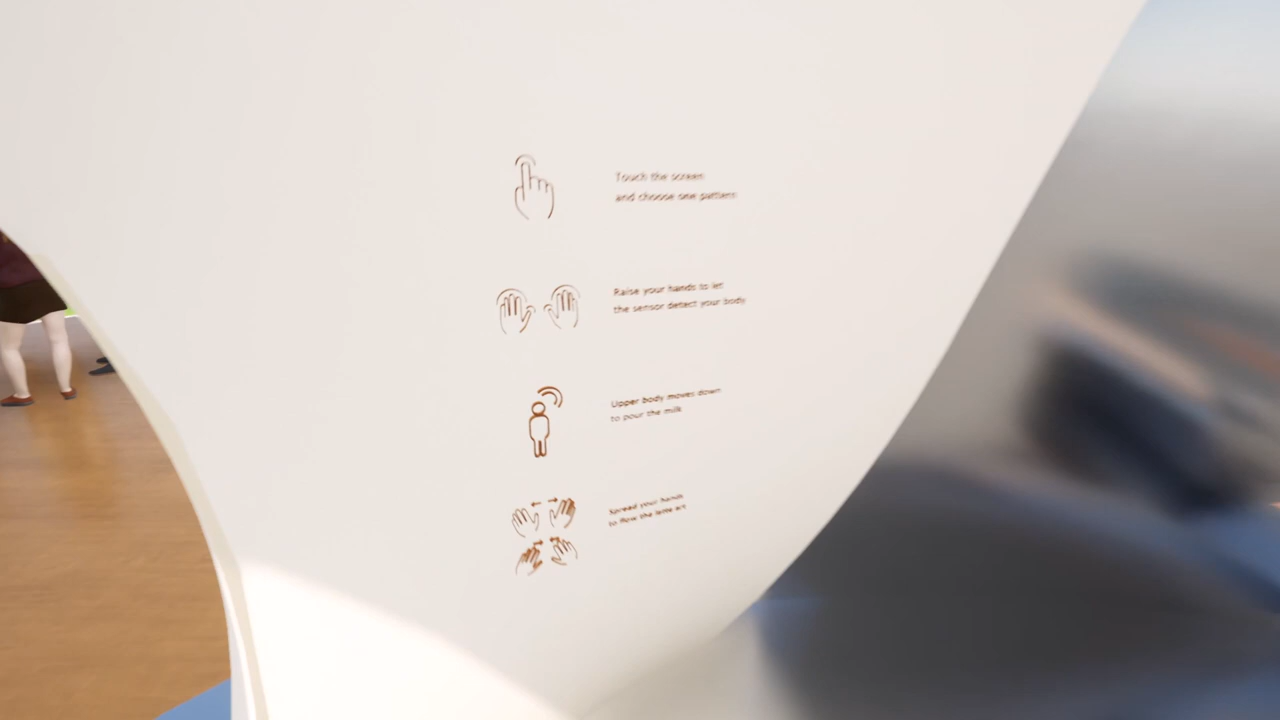 Touch the screen
and choose one pattern
Raise your hands to let
the sensor detect your body
Upper body moves down
to pour the milk
Spread your hands
to flow the latte art